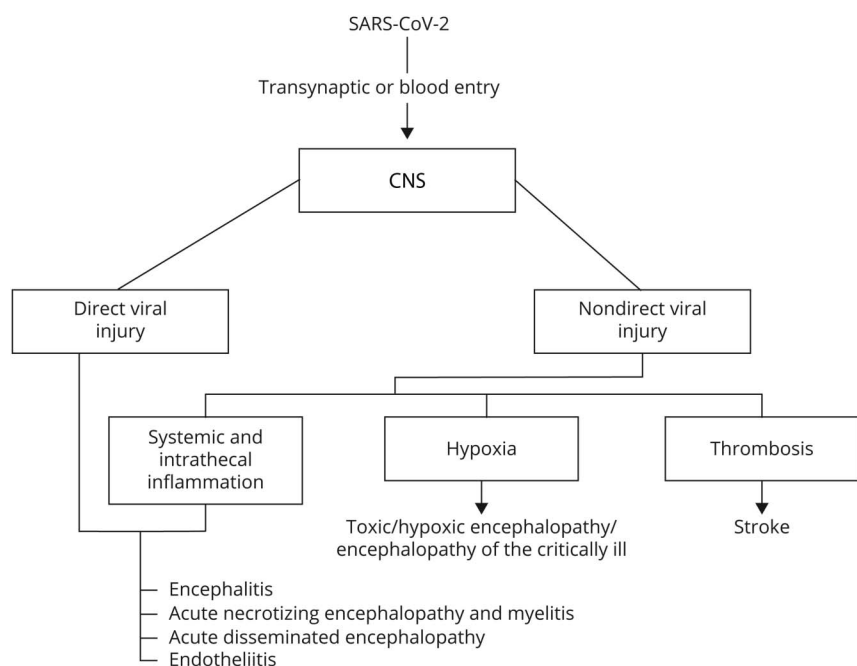 SARS-CoV-2
Transynaptic or blood entry
CNS
Direct viral
injury
Nondirect viral
injury
Systemic and
intrathecal
inflammation
Hypoxia
Thrombosis
Toxic/hypoxic encephalopathy/
encephalopathy of the critically ill
Stroke
Encephalitis
Acute necrotizing encephalopathy and myelitis
Acute disseminated encephalopathy
Endotheliitis